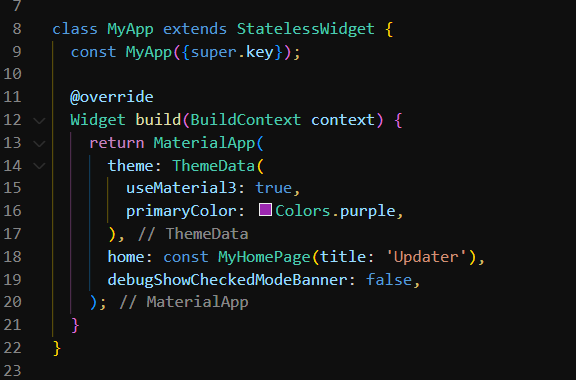 7
8 class MyApp extends StatelessWidget {
9   const MyApp({super.key});
10
11   @override
12   Widget build(BuildContext context) {
13     return MaterialApp(
14       theme: ThemeData(
15         useMaterial3: true,
16         primaryColor: Colors.purple,
17       ), // ThemeData
18       home: const MyHomePage(title: 'Updater'),
19       debugShowCheckedModeBanner: false,
20     ); // MaterialApp
21   }
22 }
23